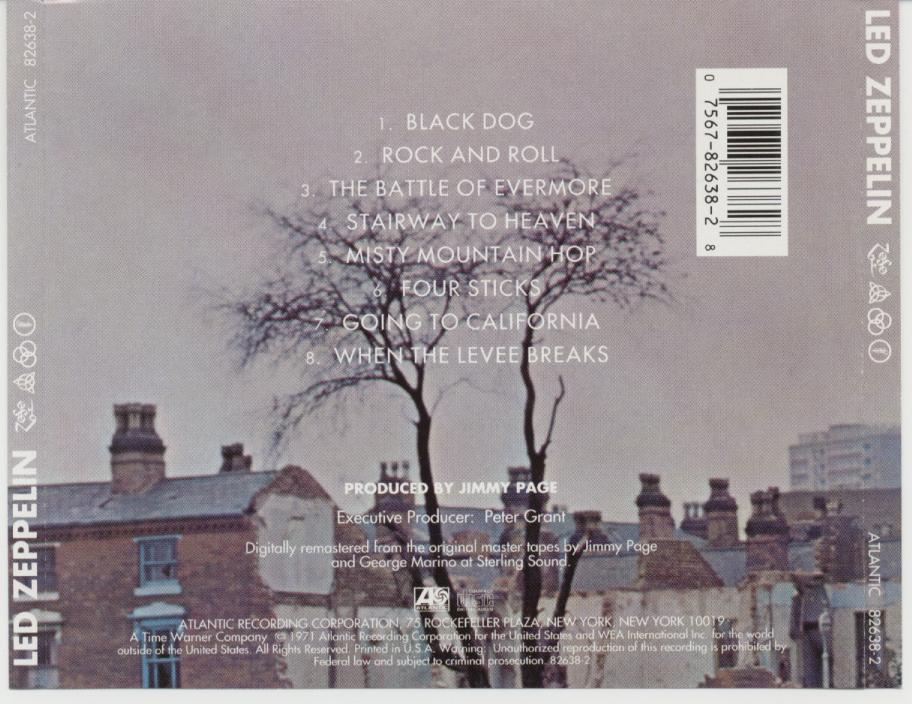 ATLANTIC 82638-2
LED ZEPPELIN
1. BLACK DOG
2. ROCK AND ROLL
3. THE BATTLE OF EVERMORE
4. STAIRWAY TO HEAVEN
5. MISTY MOUNTAIN HOP
6. FOUR STICKS
7. GOING TO CALIFORNIA
8. WHEN THE LEVEE BREAKS
0 7567-82638-2 8
PRODUCED BY JIMMY PAGE
Executive Producer: Peter Grant
Digitally remastered from the original master tapes by Jimmy Page
and George Marino at Sterling Sound.
ATLANTIC
COMPACT
disc
DIGITAL AUDIO
ATLANTIC RECORDING CORPORATION, 75 ROCKEFELLER PLAZA, NEW YORK, NEW YORK 10019
A Time Warner Company © 1971 Atlantic Recording Corporation for the United States and WEA International Inc. for the world
outside of the United States. All Rights Reserved. Printed in U.S.A. Warning: Unauthorized reproduction of this recording is prohibited by
Federal law and subject to criminal prosecution. 82638-2
LED ZEPPELIN
ATLANTIC 82638-2